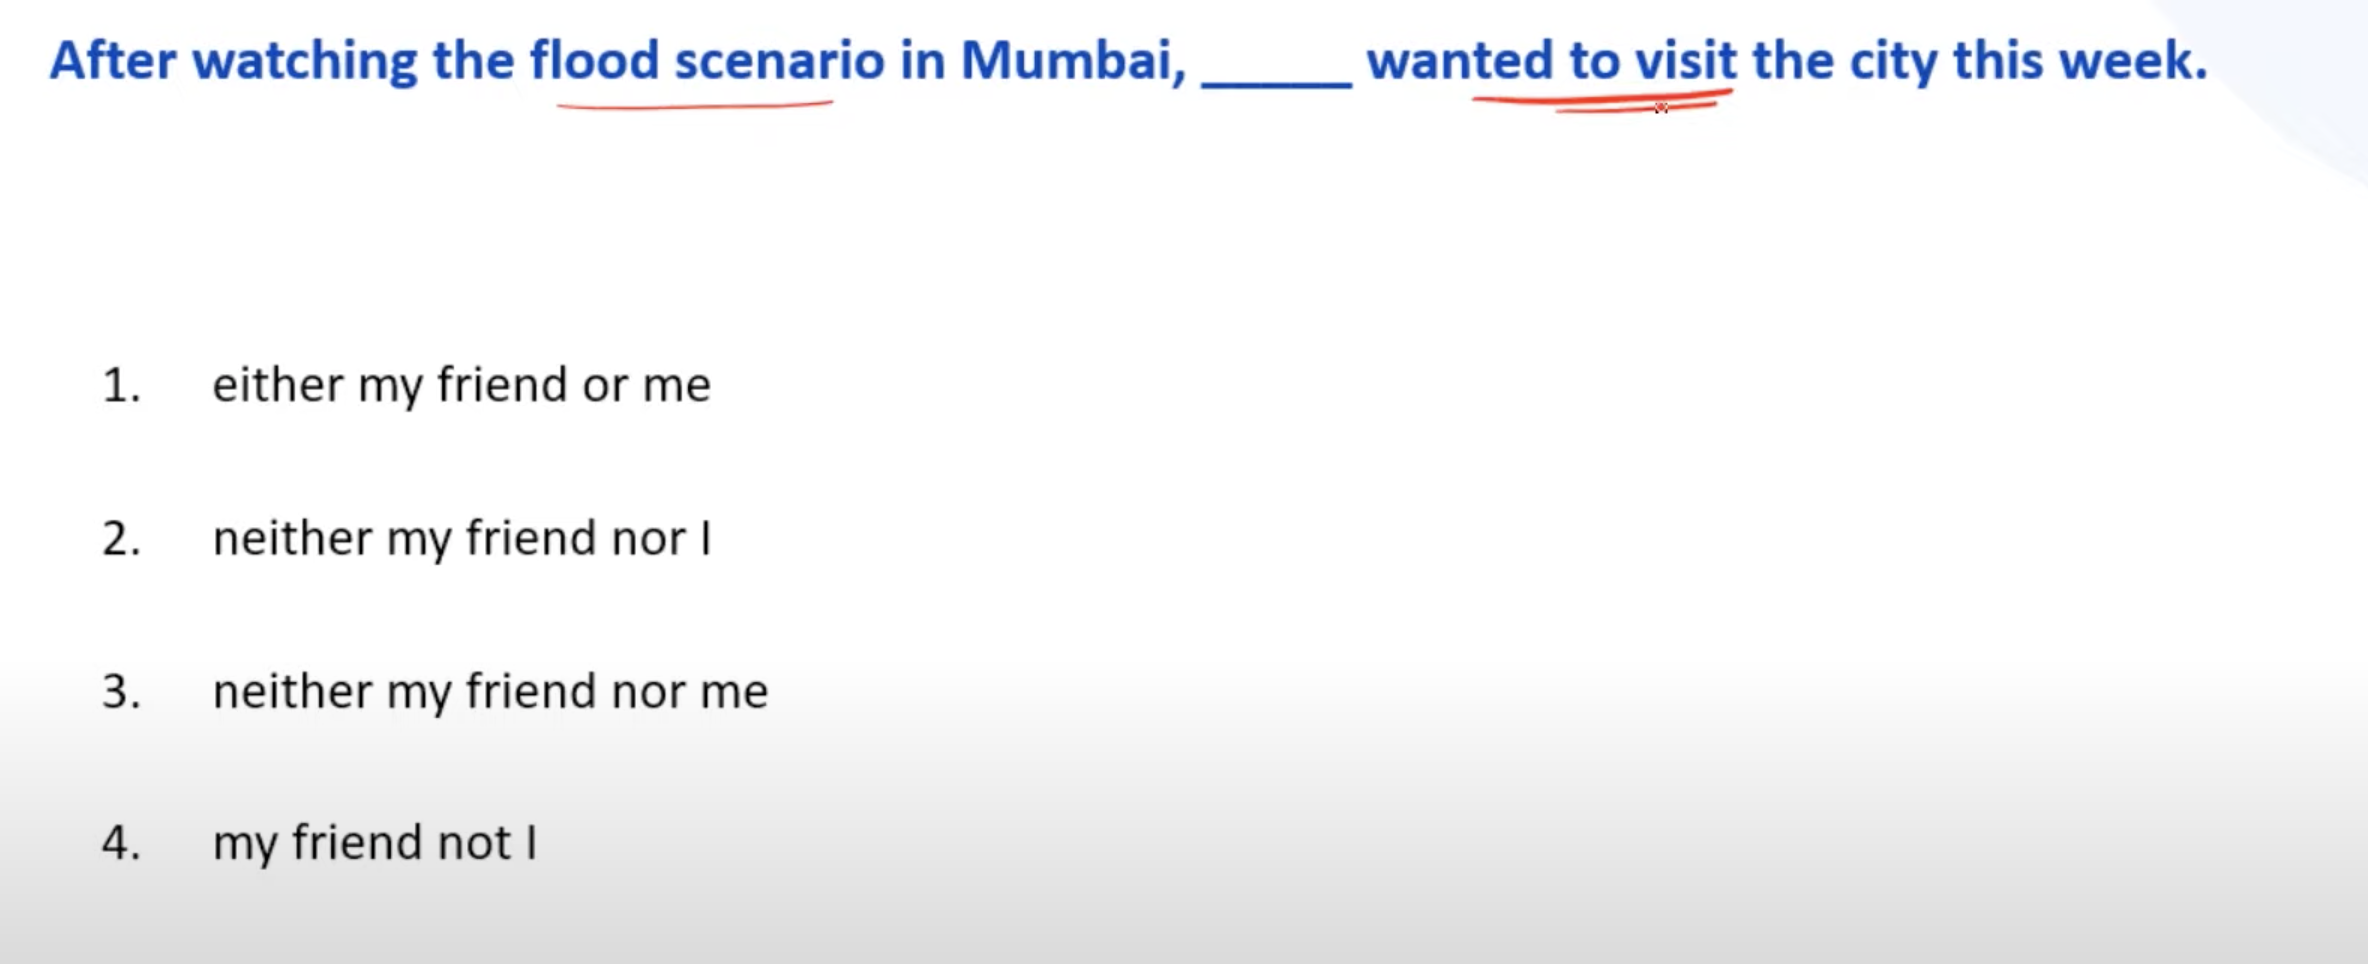 After watching the flood scenario in Mumbai, _____ wanted to visit the city this week.
1. either my friend or me
2. neither my friend nor I
3. neither my friend nor me
4. my friend not I